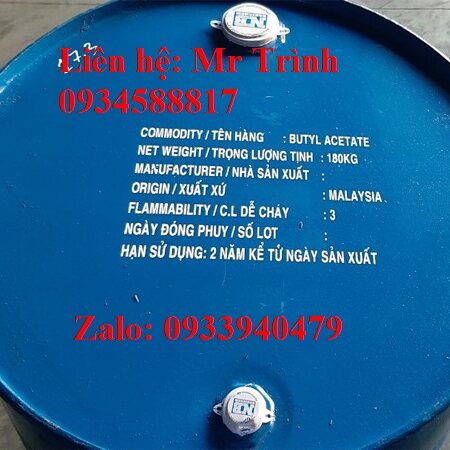 Liên hệ: Mr Trình
0934588817
COMMODITY / TÊN HÀNG : BUTYL ACETATE
NET WEIGHT / TRỌNG LƯỢNG TỊNH : 180KG
MANUFACTURER / NHÀ SẢN XUẤT :
ORIGIN / XUẤT XỨ : MALAYSIA
FLAMMABILITY / C.L DỄ CHÁY : 3
NGÀY ĐÓNG PHUY / SỐ LOT :
HẠN SỬ DỤNG: 2 NĂM KỂ TỪ NGÀY SẢN XUẤT
Zalo: 0933940479